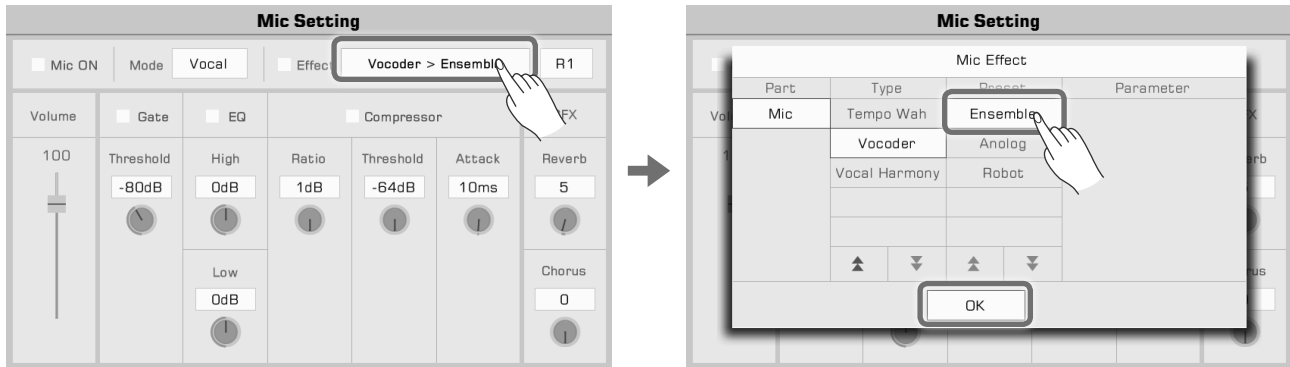 Mic Setting
Mic ON Mode Vocal Effect Vocoder > Ensemble R1
Volume Gate EQ Compressor FX
100 Threshold High Ratio Threshold Attack Reverb
-80dB 0dB 1dB -64dB 10ms 5
Low Chorus
0dB 0
Mic Setting
Mic Effect
Part Type Preset Parameter
Mic Tempo Wah Ensemble
Vocoder Anolog
Vocal Harmony Robot
OK